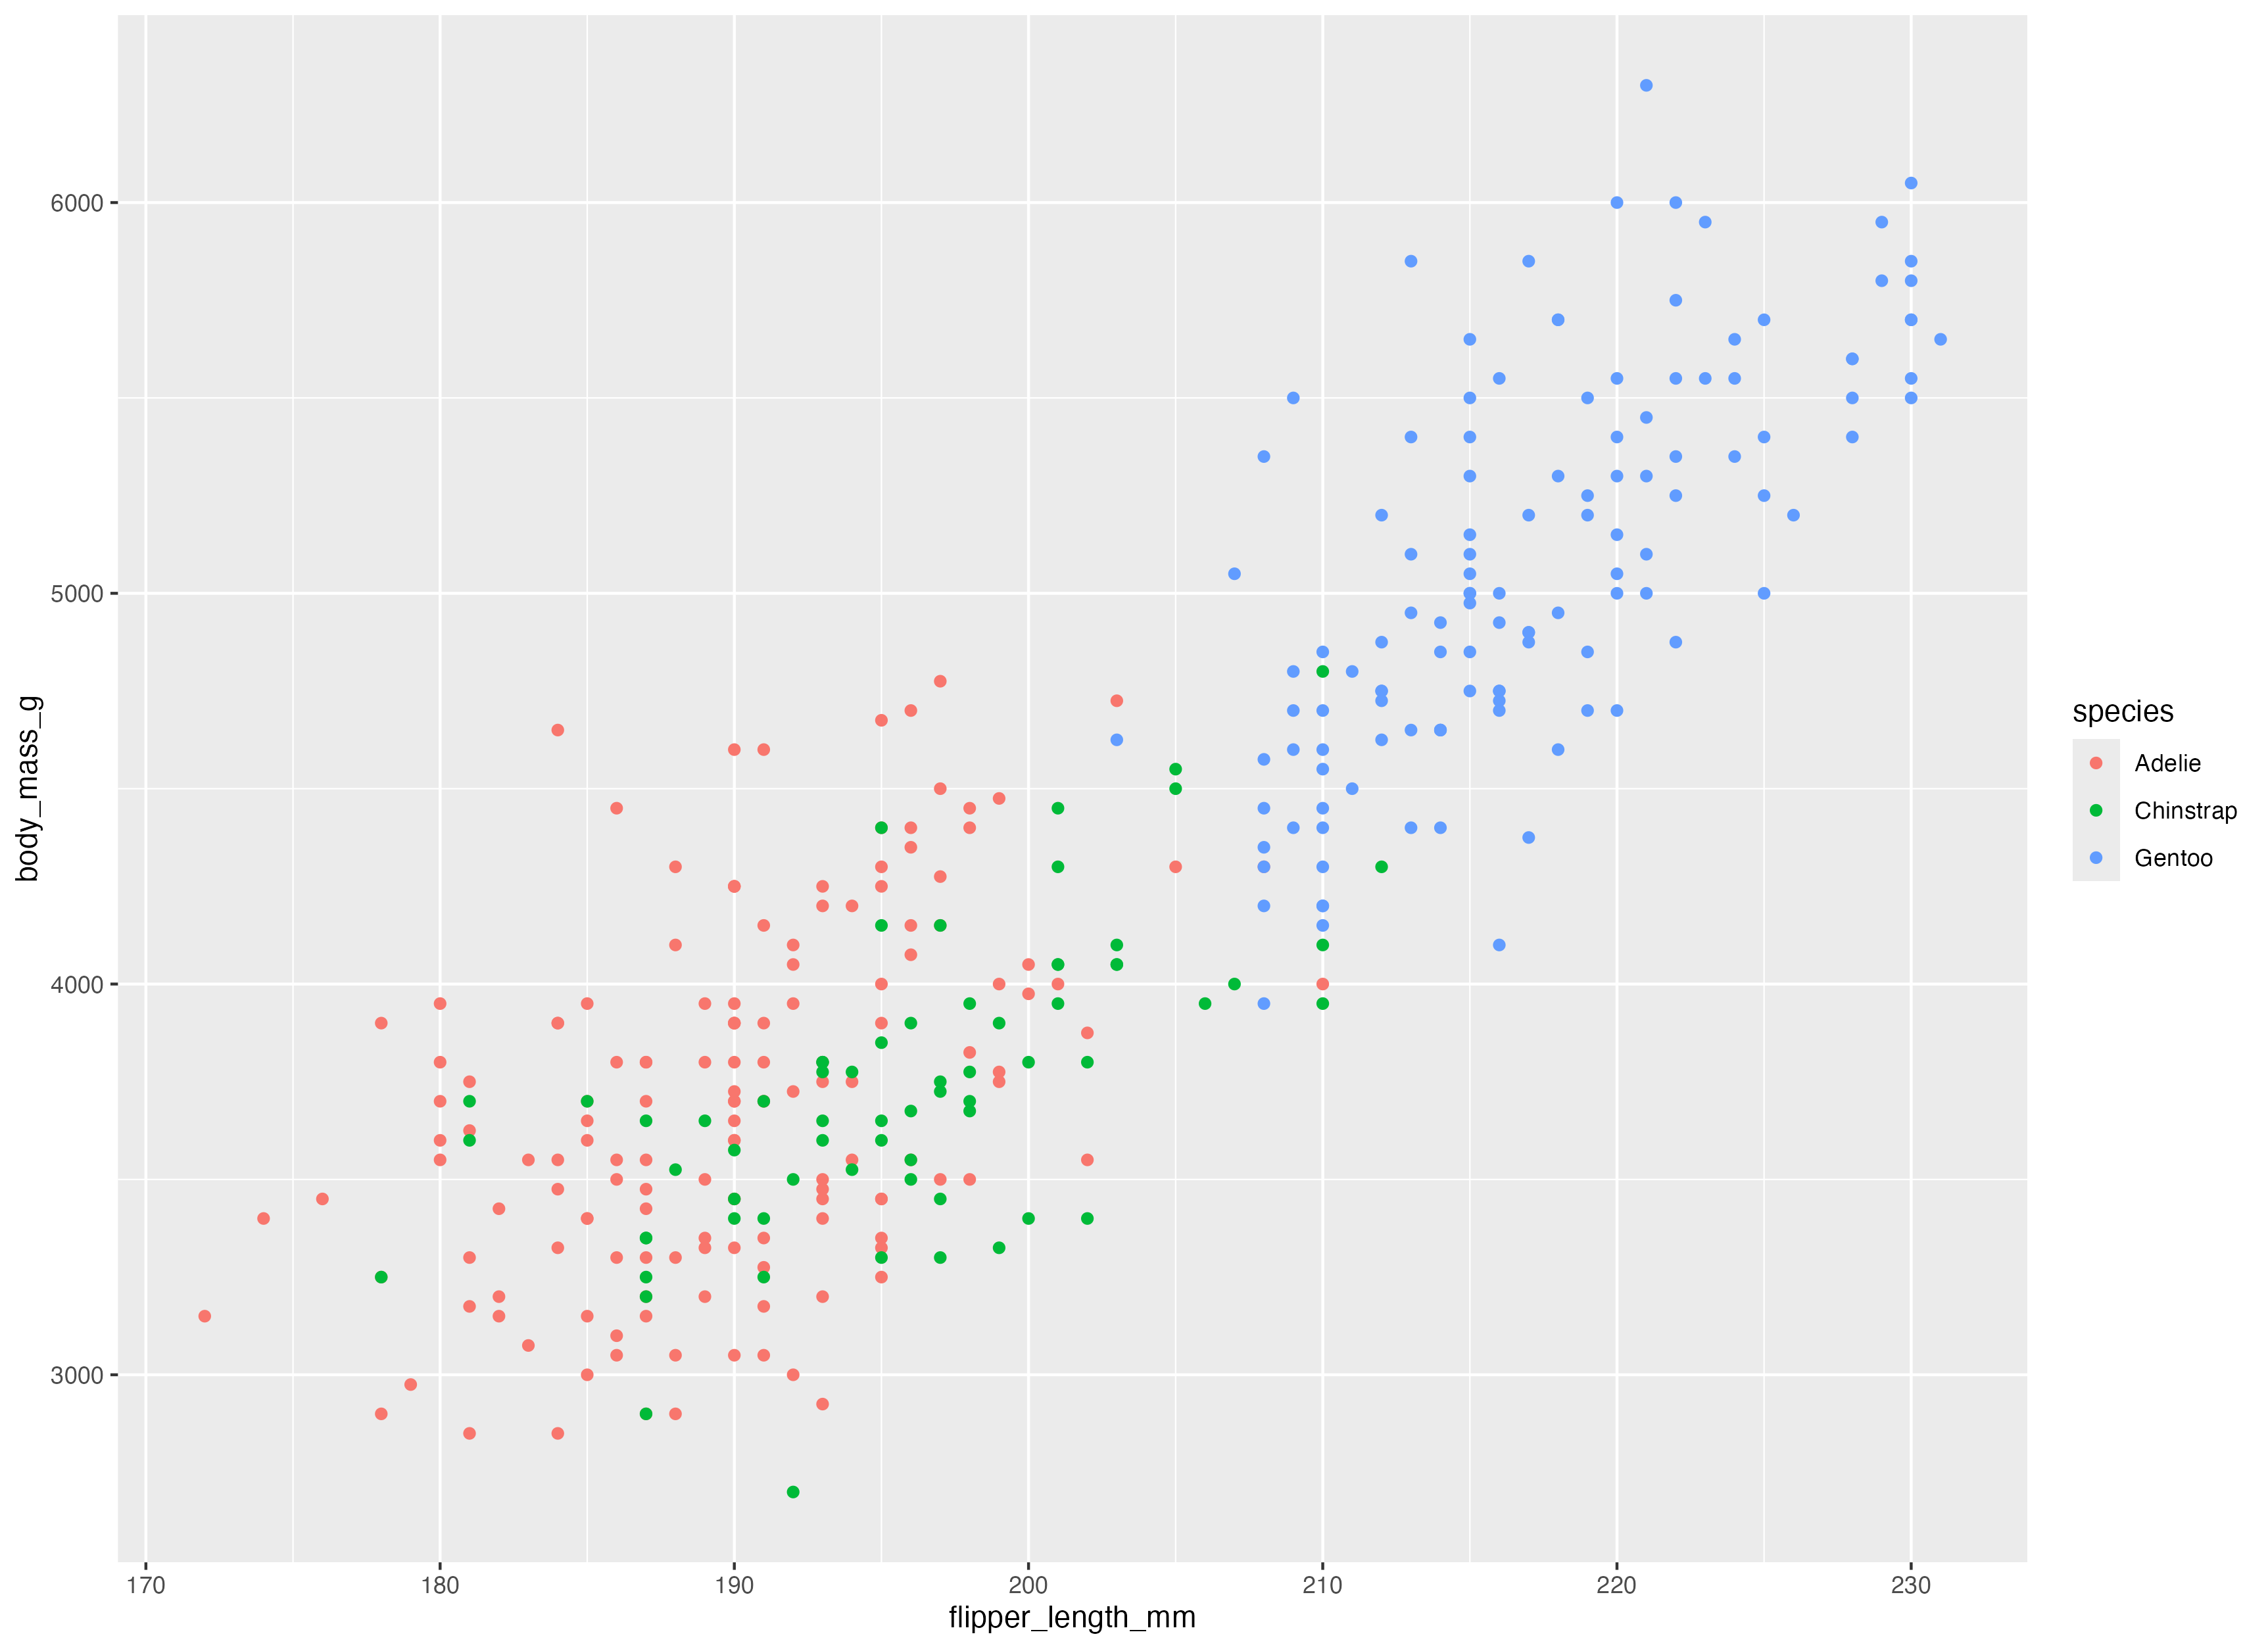 6000
5000
4000
3000
body_mass_g
170 180 190 200 210 220 230
flipper_length_mm
species
Adelie
Chinstrap
Gentoo